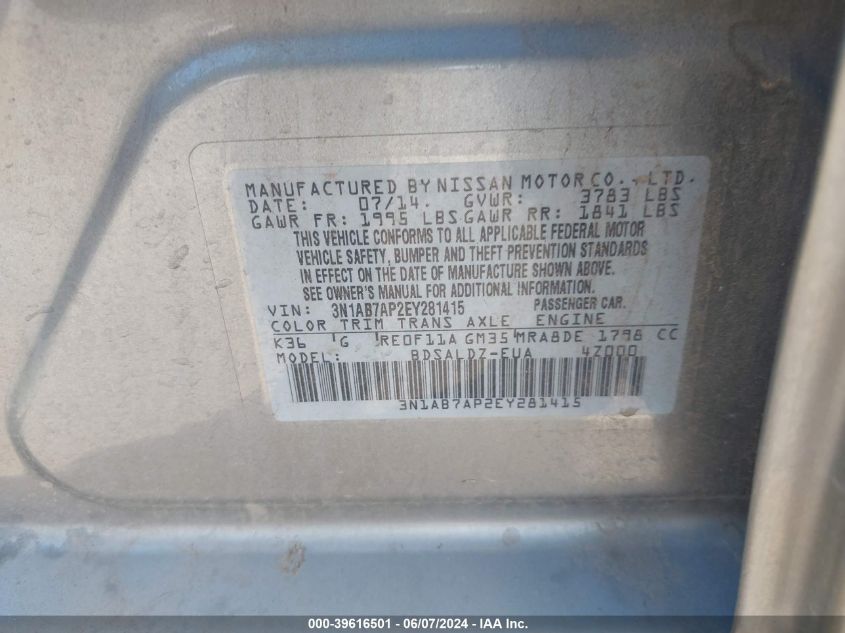 MANUFACTURED BY NISSAN MOTOR CO., LTD.
DATE: 07/14. GVWR: 3783 LBS
GAWR FR: 1995 LBS GAWR RR: 1841 LBS
THIS VEHICLE CONFORMS TO ALL APPLICABLE FEDERAL MOTOR
VEHICLE SAFETY, BUMPER AND THEFT PREVENTION STANDARDS
IN EFFECT ON THE DATE OF MANUFACTURE SHOWN ABOVE.
SEE OWNER'S MANUAL FOR ADDITIONAL INFORMATION.
VIN: 3N1AB7AP2EY281415 PASSENGER CAR.
COLOR TRIM TRANS AXLE ENGINE
K36 G RE0F11A GM35 MRA8DE 1798 CC
MODEL: BDSALDZ-EUA 4Z000
3N1AB7AP2EY281415
000-39616501 - 06/07/2024 - IAA Inc.